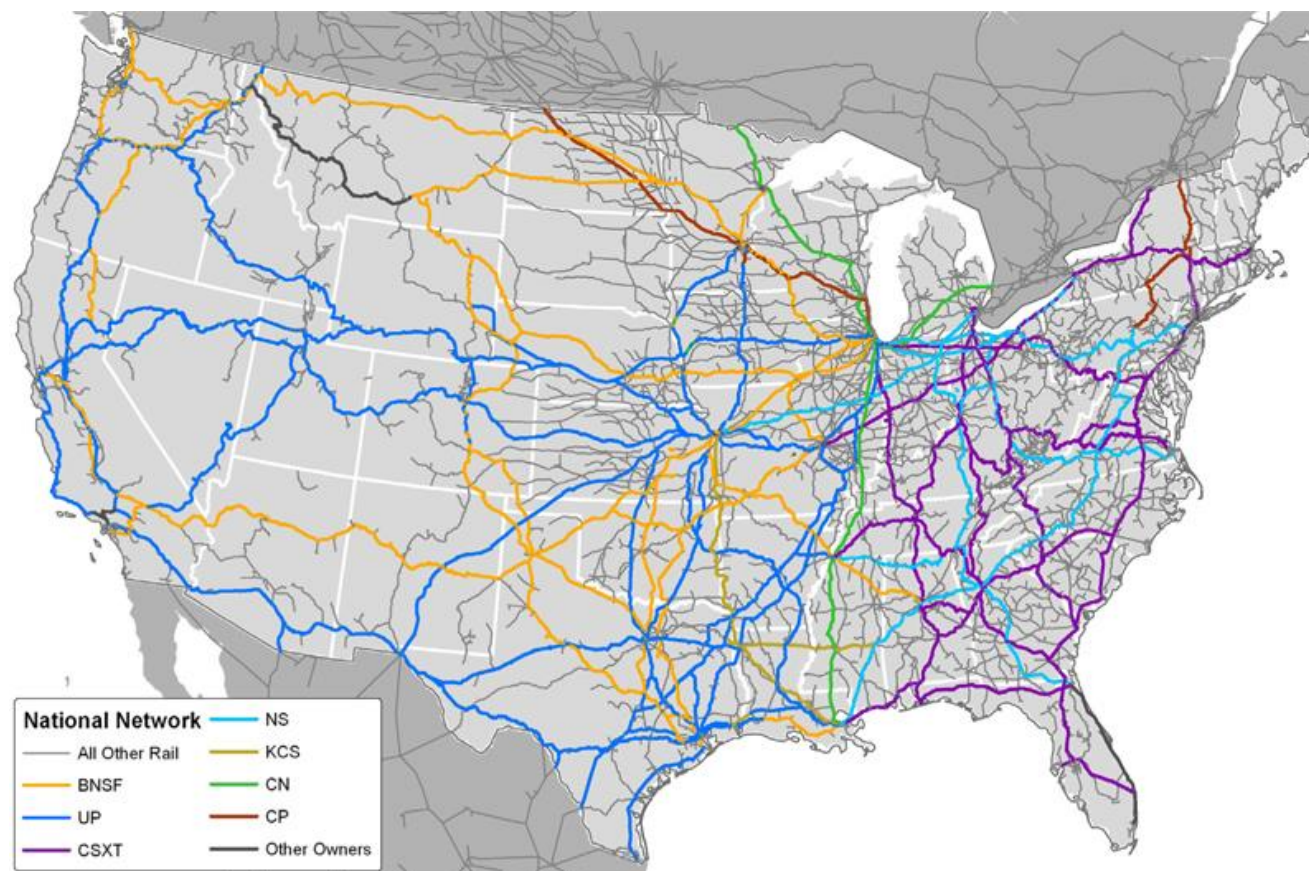 National Network
All Other Rail
BNSF
UP
CSXT
NS
KCS
CN
CP
Other Owners